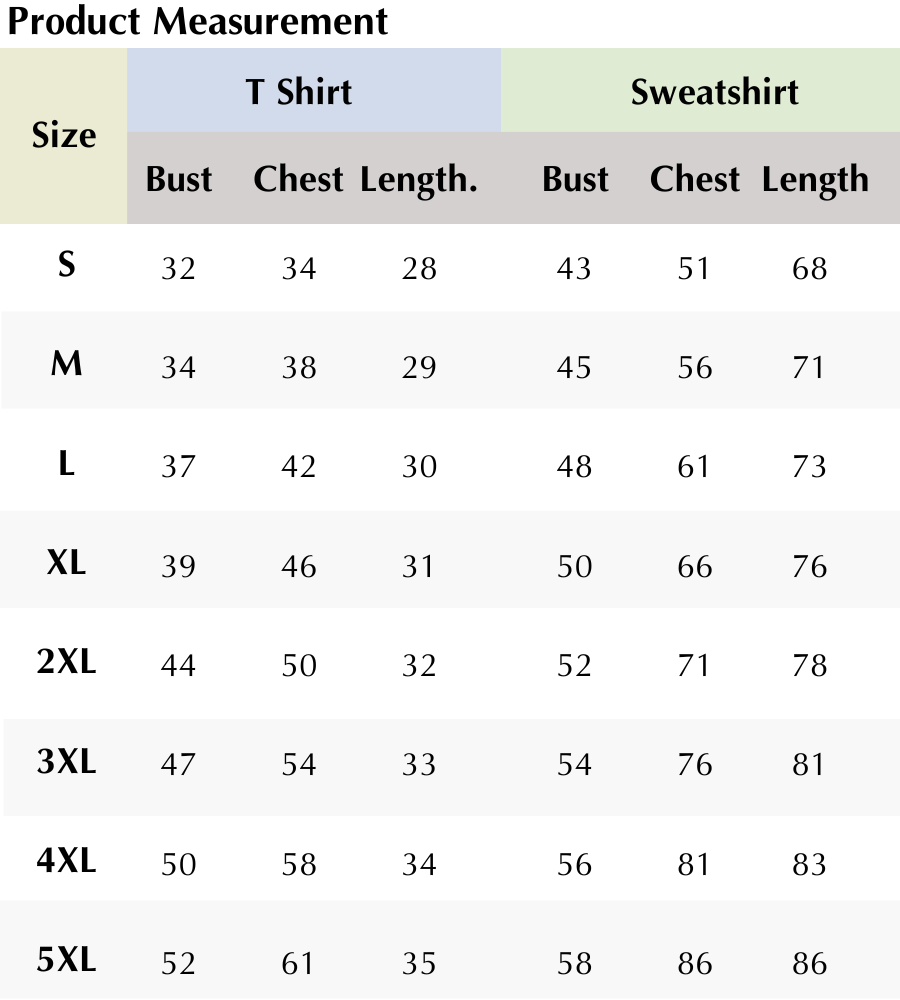 Product Measurement
T Shirt Sweatshirt
Size
Bust Chest Length. Bust Chest Length
S 32 34 28 43 51 68
M 34 38 29 45 56 71
L 37 42 30 48 61 73
XL 39 46 31 50 66 76
2XL 44 50 32 52 71 78
3XL 47 54 33 54 76 81
4XL 50 58 34 56 81 83
5XL 52 61 35 58 86 86